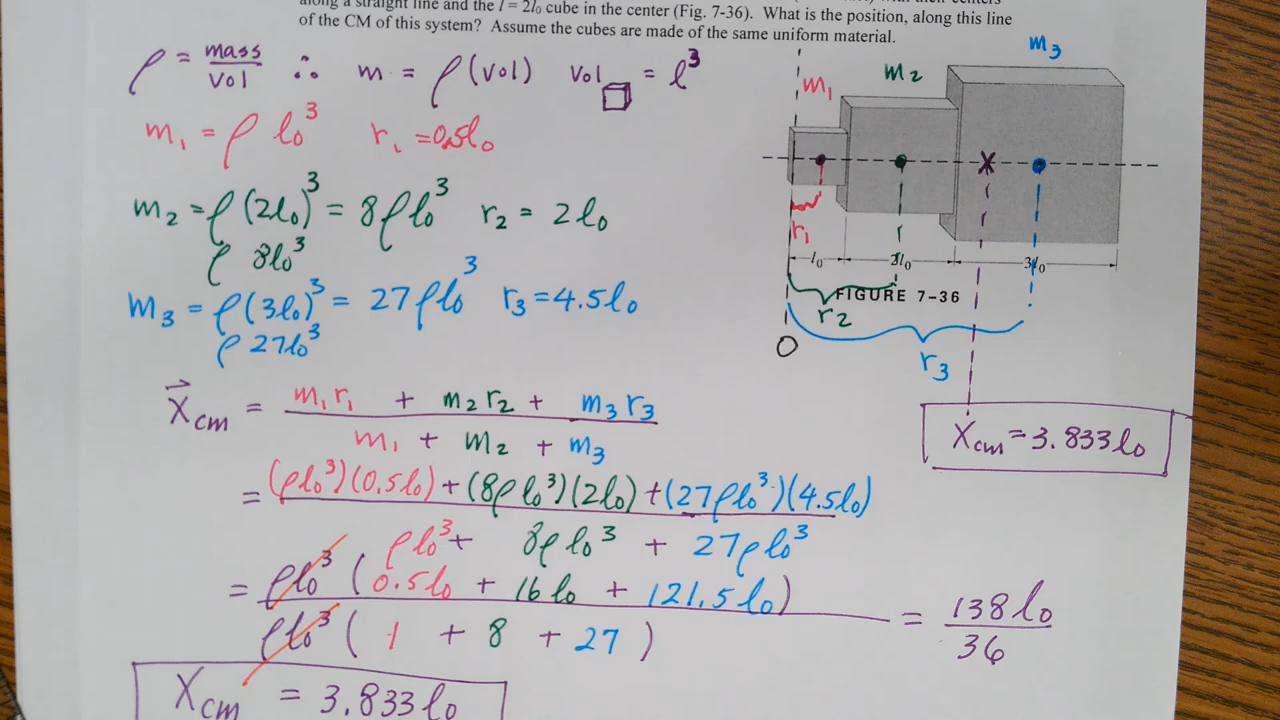 along a straight line and the l = 2l₀ cube in the center (Fig. 7-36). What is the position, along this line
of the CM of this system? Assume the cubes are made of the same uniform material.
ρ = mass/vol ∴ m = ρ(vol) vol = l³
m₁ = ρ l₀³ r₁ = 0.5l₀
m₂ = ρ(2l₀)³ = 8ρl₀³ r₂ = 2l₀
ρ 8l₀³
m₃ = ρ(3l₀)³ = 27ρl₀³ r₃ = 4.5l₀
ρ 27l₀³
m₁ m₂ m₃
r₁
l₀ 2l₀ 3l₀
FIGURE 7-36
r₂
O
r₃
X⃗cm = m₁r₁ + m₂r₂ + m₃r₃
m₁ + m₂ + m₃
Xcm = 3.833l₀
= (ρl₀³)(0.5l₀) + (8ρl₀³)(2l₀) + (27ρl₀³)(4.5l₀)
ρl₀³ + 8ρl₀³ + 27ρl₀³
= ρl₀³ (0.5l₀ + 16l₀ + 121.5l₀)
ρl₀³ (1 + 8 + 27)
= 138l₀/36
Xcm = 3.833l₀